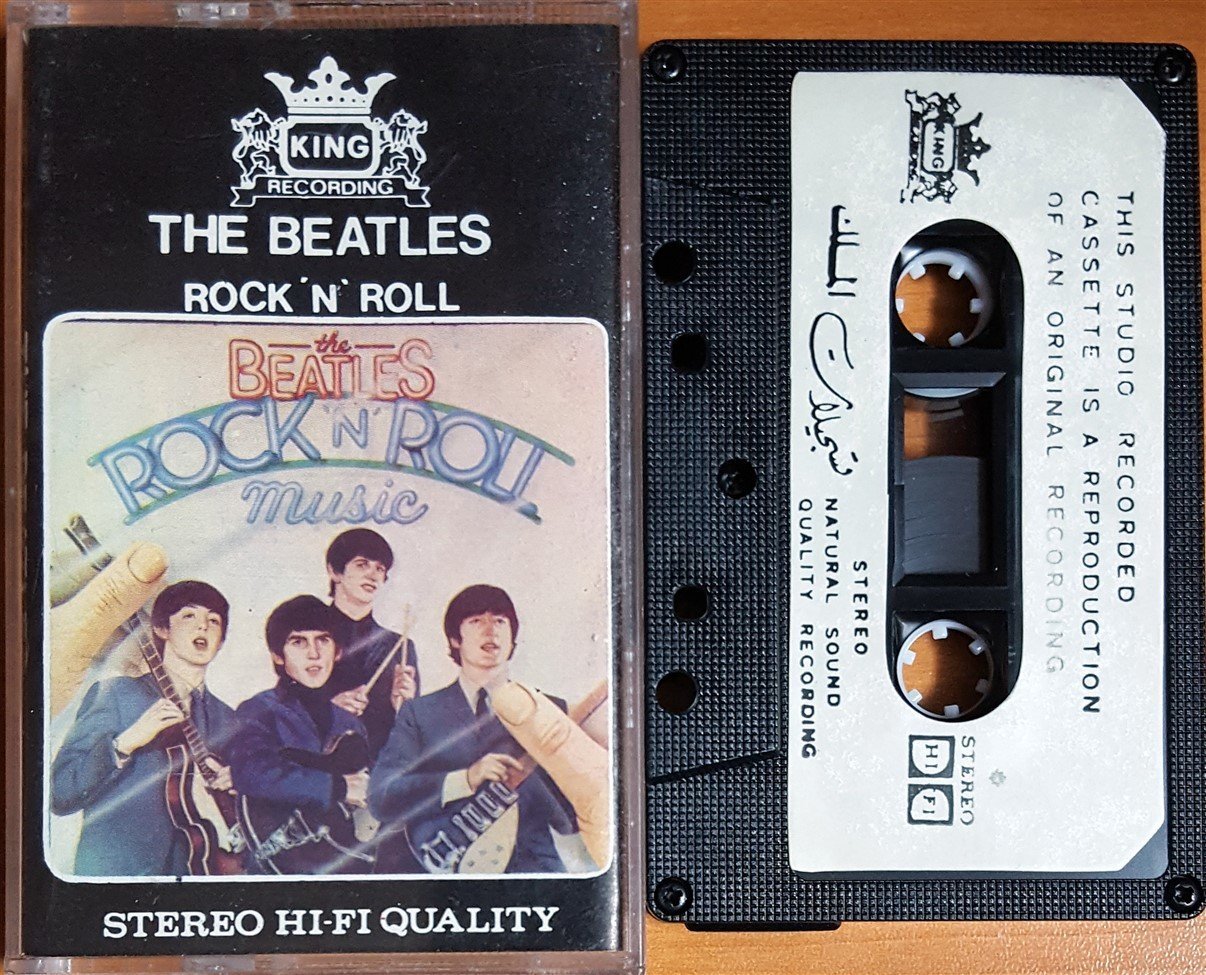 KING
RECORDING
THE BEATLES
ROCK 'N' ROLL
the
BEATLES
ROCK 'N' ROLL
music
STEREO HI-FI QUALITY
KING
THIS STUDIO RECORDED
CASSETTE IS A REPRODUCTION
OF AN ORIGINAL RECORDING
تسجيلات الملك
STEREO
NATURAL SOUND
QUALITY RECORDING
STEREO
HI FI